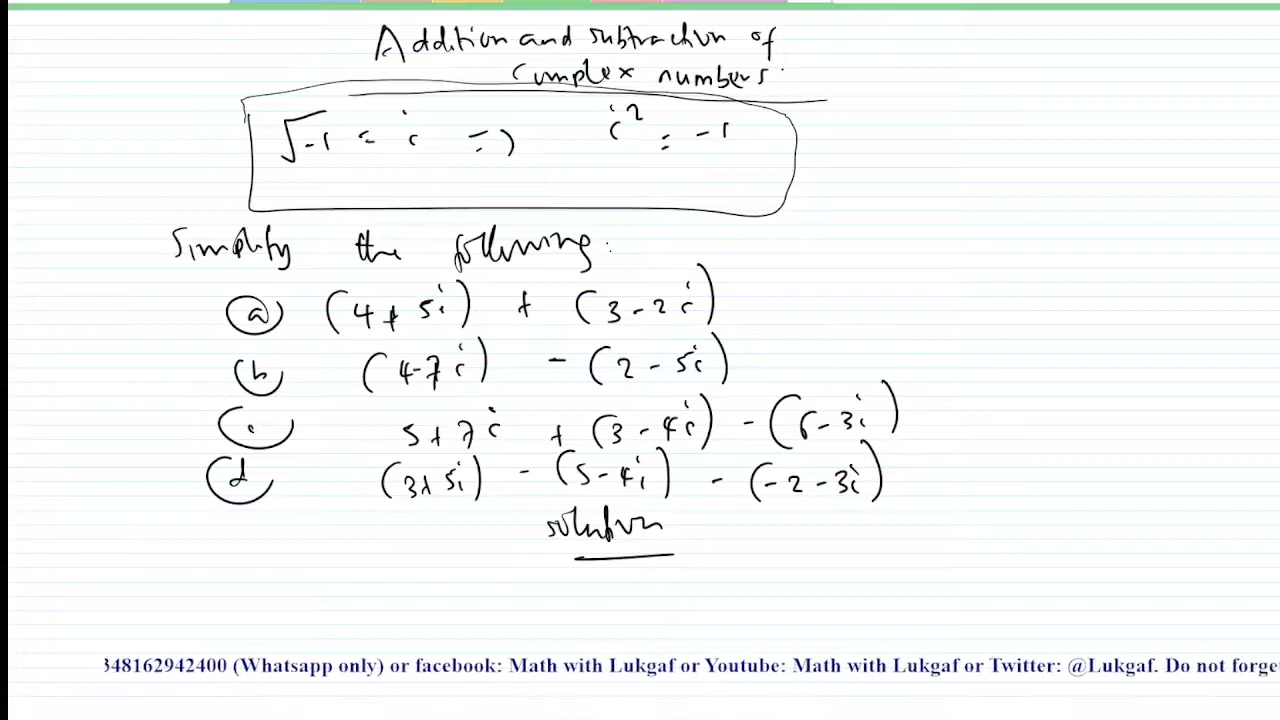 Addition and subtraction of
complex numbers.
√-1 = i => i² = -1
Simplify the following:
(a) (4 + 5i) + (3 - 2i)
(b) (4-7i) - (2 - 5i)
(c) 5 + 7i + (3 - 4i) - (6 - 3i)
(d) (3+5i) - (5 - 4i) - (-2 - 3i)
solution
348162942400 (Whatsapp only) or facebook: Math with Lukgaf or Youtube: Math with Lukgaf or Twitter: @Lukgaf. Do not forge